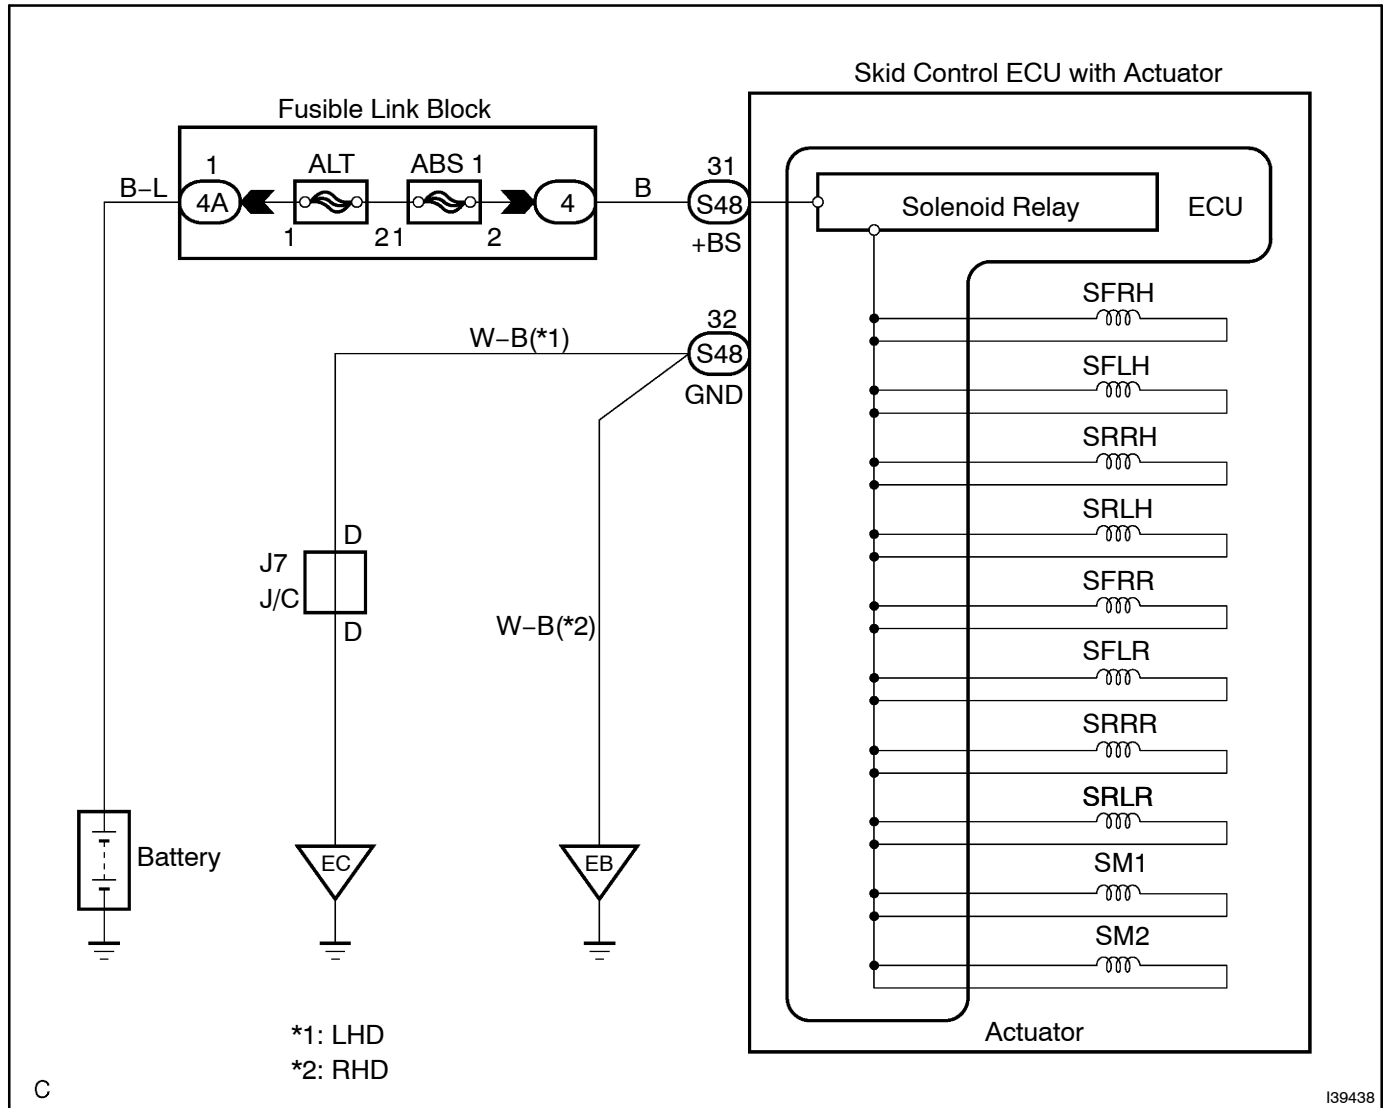 Skid Control ECU with Actuator
Fusible Link Block
1
ALT
ABS 1
31
B–L
4A
4
B
S48
Solenoid Relay
ECU
1
2 1
2
+BS
SFRH
32
W–B(*1)
S48
SFLH
GND
SRRH
SRLH
D
J7
J/C
SFRR
D
W–B(*2)
SFLR
SRRR
SRLR
Battery
EC
EB
SM1
SM2
*1: LHD
Actuator
*2: RHD
C
I39438